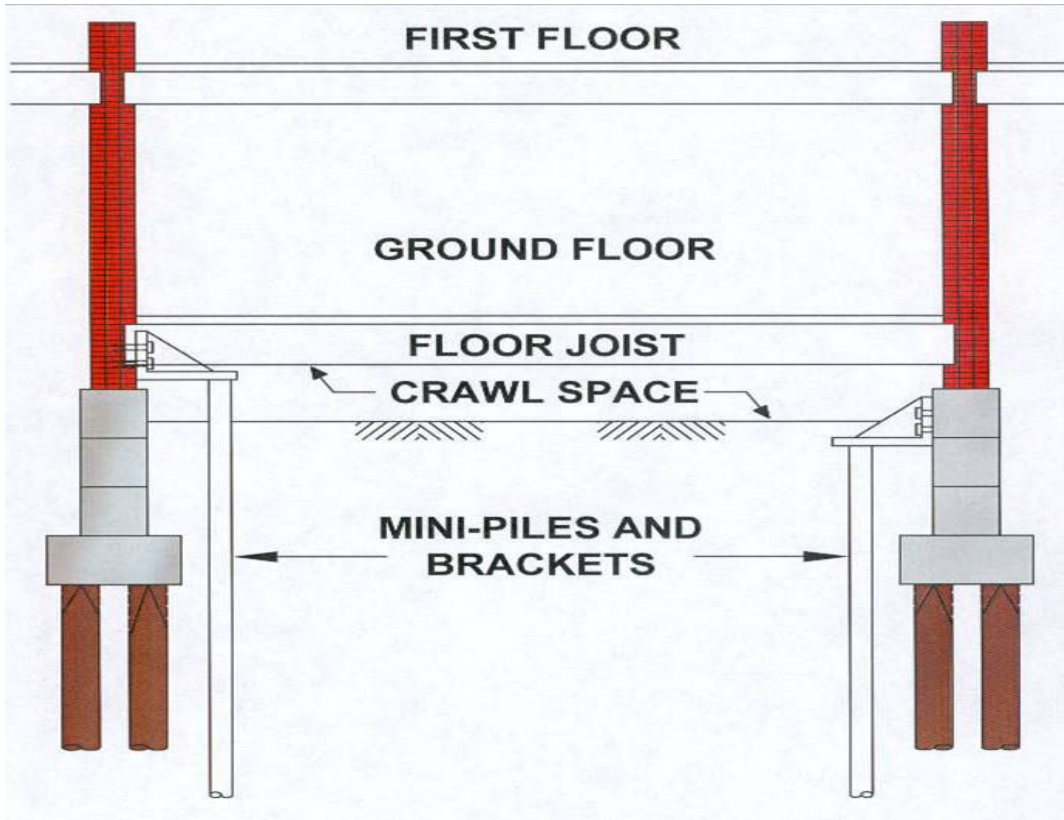 FIRST FLOOR
GROUND FLOOR
FLOOR JOIST
CRAWL SPACE
MINI-PILES AND
BRACKETS